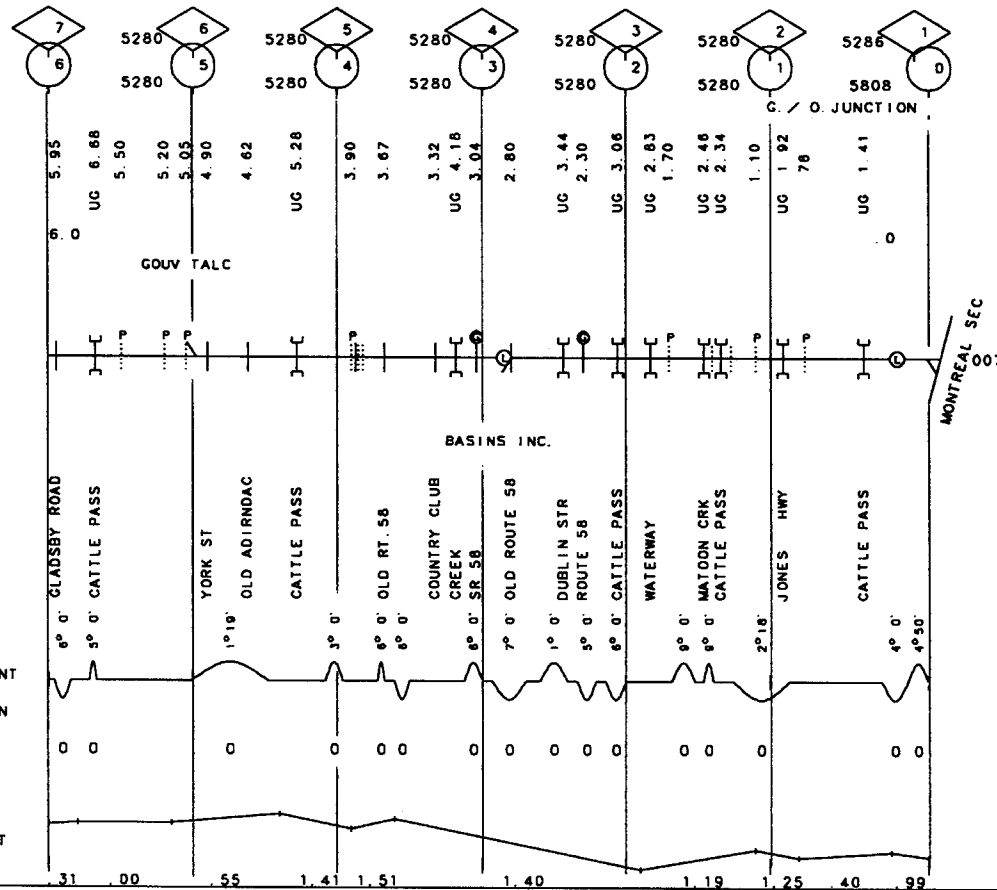 7 6 5 4 3 2 1
5280 5280 5280 5280 5280 5286
6 5 4 3 2 1 0
5280 5280 5280 5280 5280 5808
G. / O. JUNCTION
5.95
UG 6.68
5.50
5.20
5.05
4.90
4.62
UG 5.28
3.90
3.67
3.32
UG 4.18
3.04
2.80
UG 3.44
2.30
UG 3.06
UG 2.83
1.70
UG 2.46
UG 2.34
1.10
UG 1.92
78
UG 1.41
6.0
.0
GOUV TALC
P P P P G L G P P P L
MONTREAL SEC
007
BASINS INC.
GLADSBY ROAD
CATTLE PASS
YORK ST
OLD ADIRNDAC
CATTLE PASS
OLD RT. 58
COUNTRY CLUB
CREEK
SR 58
OLD ROUTE 58
DUBLIN STR
ROUTE 58
CATTLE PASS
WATERWAY
MATOON CRK
CATTLE PASS
JONES HWY
CATTLE PASS
6° 0'
5° 0'
1° 19'
3° 0'
6° 0'
6° 0'
6° 0'
7° 0'
1° 0'
5° 0'
6° 0'
9° 0'
9° 0'
2° 18'
4° 0'
4° 50'
NT
N
0 0 0 0 0 0 0 0 0 0 0 0 0 0 0 0
T
.31 .00 .55 1.41 1.51 1.40 1.19 1.25 .40 .99